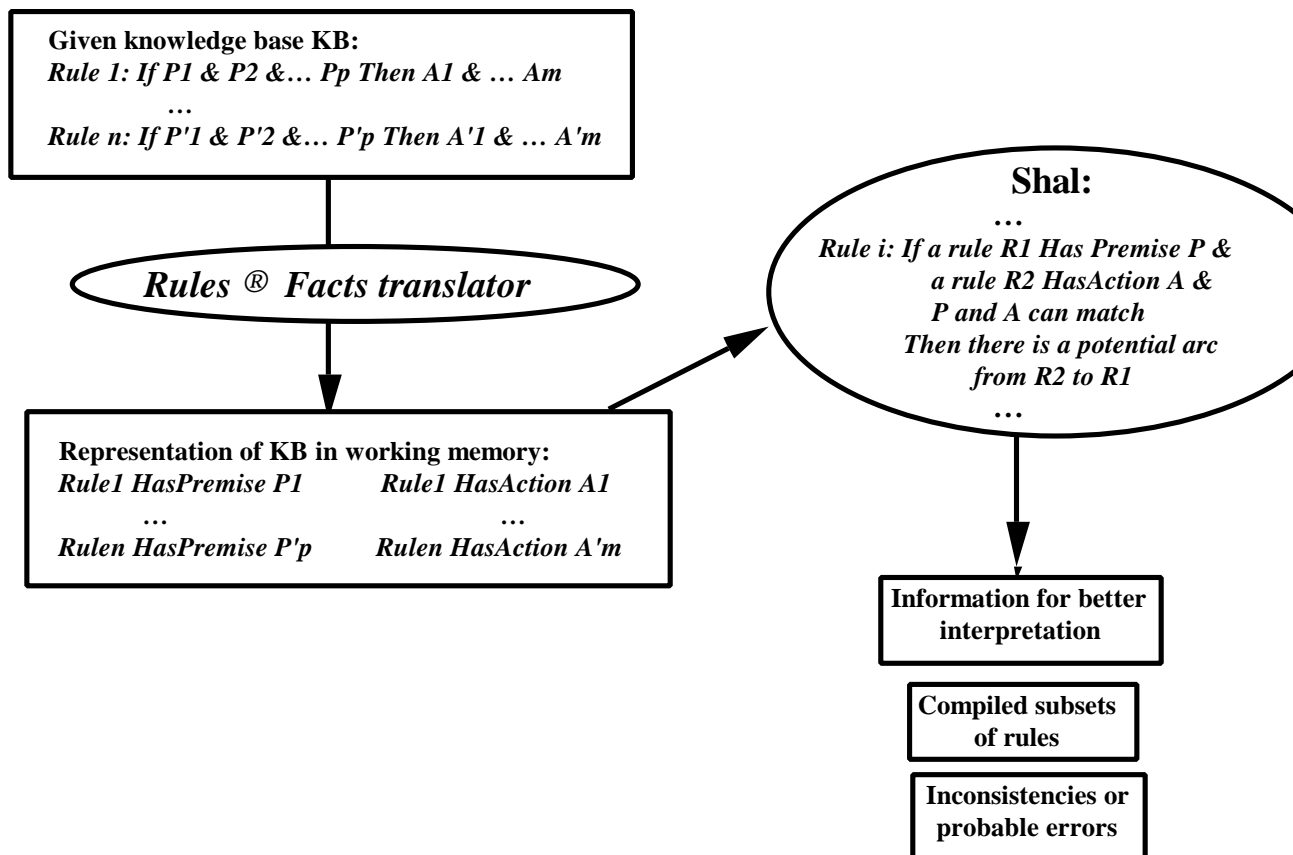 Given knowledge base KB:
Rule 1: If P1 & P2 &… Pp Then A1 & … Am
…
Rule n: If P'1 & P'2 &… P'p Then A'1 & … A'm
Rules ® Facts translator
Representation of KB in working memory:
Rule1 HasPremise P1 Rule1 HasAction A1
… …
Rulen HasPremise P'p Rulen HasAction A'm
Shal:
…
Rule i: If a rule R1 Has Premise P &
a rule R2 HasAction A &
P and A can match
Then there is a potential arc
from R2 to R1
…
Information for better
interpretation
Compiled subsets
of rules
Inconsistencies or
probable errors